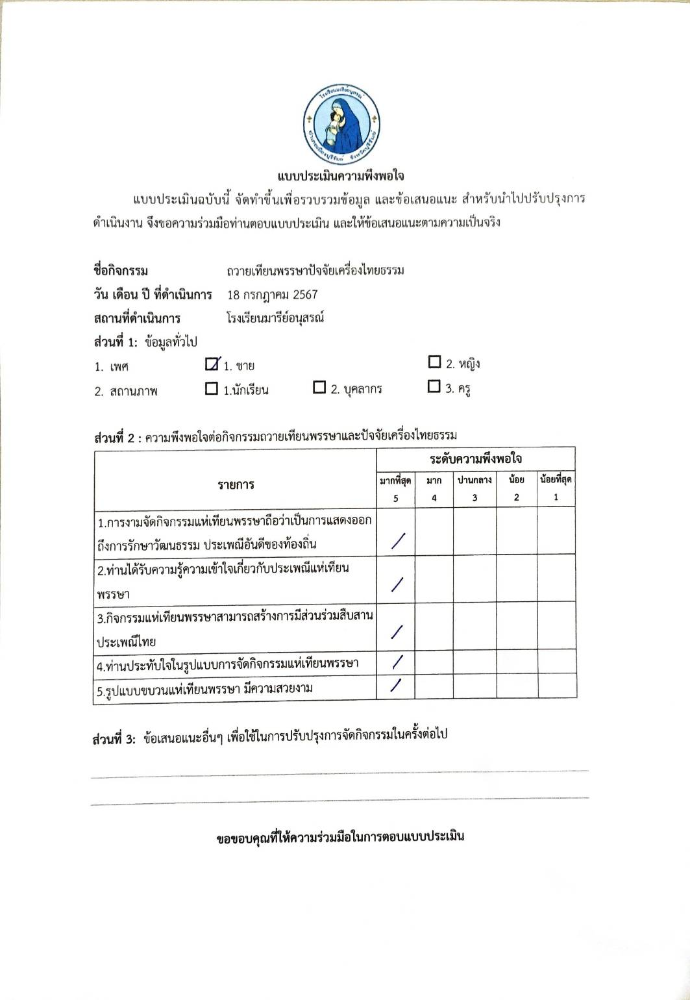 โรงเรียนมารีย์อนุสรณ์
อำเภอเมืองบุรีรัมย์ จังหวัดบุรีรัมย์
แบบประเมินความพึงพอใจ
แบบประเมินฉบับนี้ จัดทำขึ้นเพื่อรวบรวมข้อมูล และข้อเสนอแนะ สำหรับนำไปปรับปรุงการ
ดำเนินงาน จึงขอความร่วมมือท่านตอบแบบประเมิน และให้ข้อเสนอแนะตามความเป็นจริง
ชื่อกิจกรรม ถวายเทียนพรรษาปัจจัยเครื่องไทยธรรม
วัน เดือน ปี ที่ดำเนินการ 18 กรกฎาคม 2567
สถานที่ดำเนินการ โรงเรียนมารีย์อนุสรณ์
ส่วนที่ 1: ข้อมูลทั่วไป
1. เพศ 1. ชาย 2. หญิง
2. สถานภาพ 1.นักเรียน 2. บุคลากร 3. ครู
ส่วนที่ 2 : ความพึงพอใจต่อกิจกรรมถวายเทียนพรรษาและปัจจัยเครื่องไทยธรรม
รายการ ระดับความพึงพอใจ
มากที่สุด มาก ปานกลาง น้อย น้อยที่สุด
5 4 3 2 1
1.การงามจัดกิจกรรมแห่เทียนพรรษาถือว่าเป็นการแสดงออก
ถึงการรักษาวัฒนธรรม ประเพณีอันดีของท้องถิ่น /
2.ท่านได้รับความรู้ความเข้าใจเกี่ยวกับประเพณีแห่เทียน
พรรษา /
3.กิจกรรมแห่เทียนพรรษาสามารถสร้างการมีส่วนร่วมสืบสาน
ประเพณีไทย /
4.ท่านประทับใจในรูปแบบการจัดกิจกรรมแห่เทียนพรรษา /
5.รูปแบบขบวนแห่เทียนพรรษา มีความสวยงาม /
ส่วนที่ 3: ข้อเสนอแนะอื่นๆ เพื่อใช้ในการปรับปรุงการจัดกิจกรรมในครั้งต่อไป
ขอขอบคุณที่ให้ความร่วมมือในการตอบแบบประเมิน